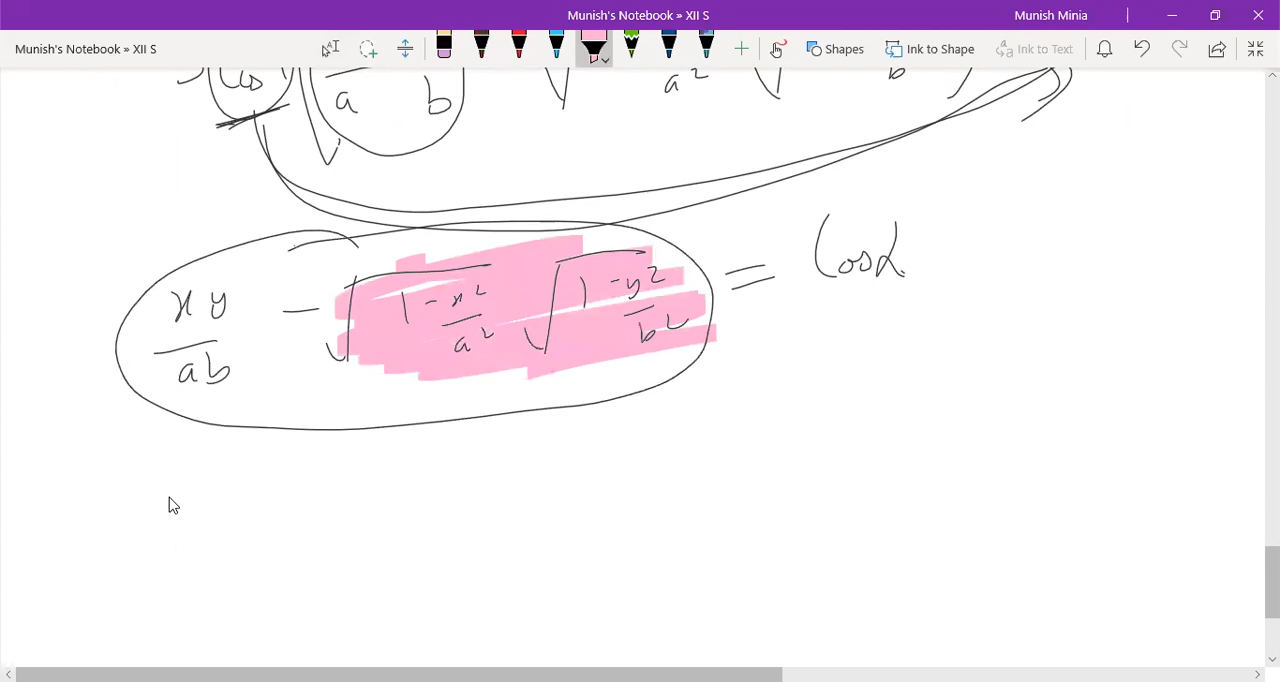 Munish's Notebook » XII S
Munish Minia
Munish's Notebook » XII S
Shapes
Ink to Shape
Ink to Text
a b
a²
b
xy/ab - √(1 - x²/a²) √(1 - y²/b²) = Cosα